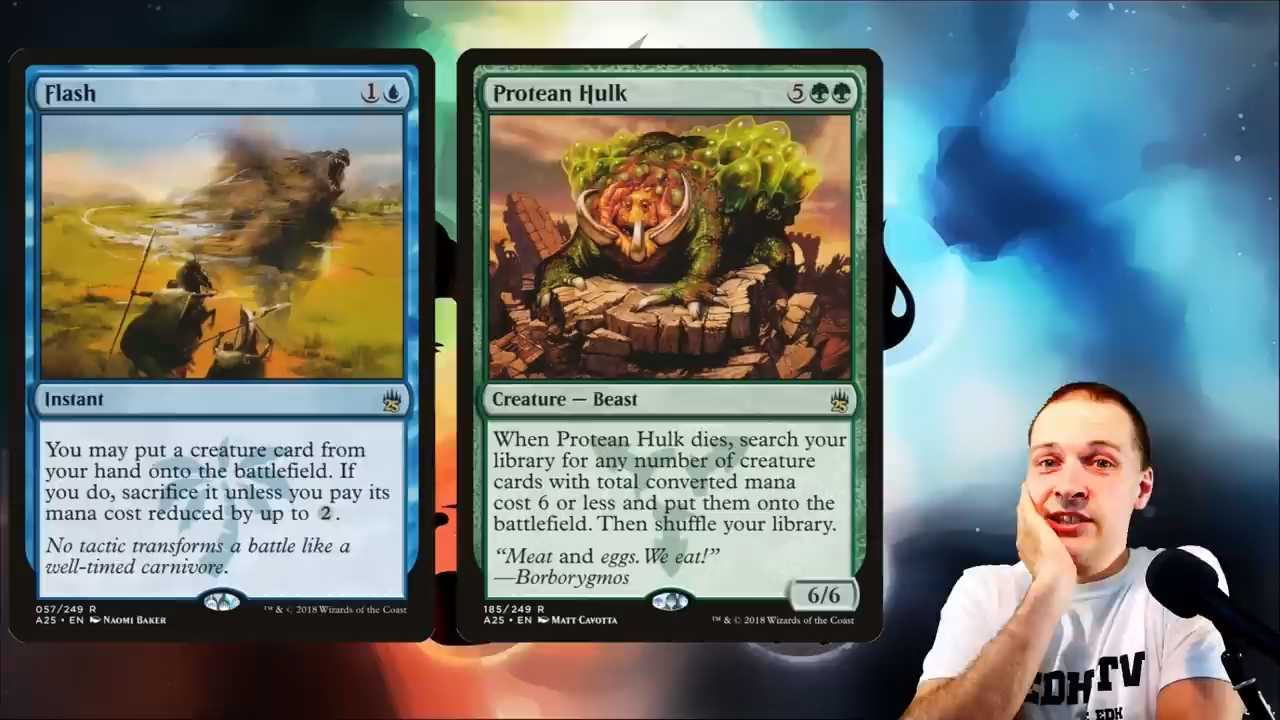 Flash 1
Instant
You may put a creature card from
your hand onto the battlefield. If
you do, sacrifice it unless you pay its
mana cost reduced by up to 2.
No tactic transforms a battle like a
well-timed carnivore.
057/249 R
A25 • EN NAOMI BAKER
™ & © 2018 Wizards of the Coast
Protean Hulk 5
Creature — Beast
25
When Protean Hulk dies, search your
library for any number of creature
cards with total converted mana
cost 6 or less and put them onto the
battlefield. Then shuffle your library.
“Meat and eggs. We eat!”
—Borborygmos
6/6
185/249 R
A25 • EN MATT CAVOTTA
™ & © 2018 Wizards of the Coast
EDHTV
EDH